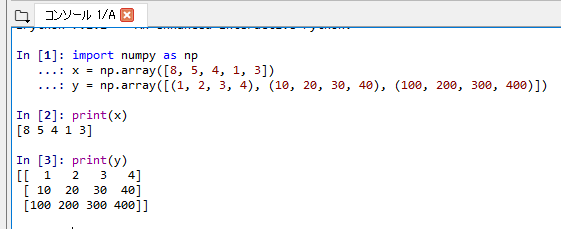 コンソール 1/A
In [1]: import numpy as np
...: x = np.array([8, 5, 4, 1, 3])
...: y = np.array([(1, 2, 3, 4), (10, 20, 30, 40), (100, 200, 300, 400)])
In [2]: print(x)
[8 5 4 1 3]
In [3]: print(y)
[[  1   2   3   4]
 [ 10  20  30  40]
 [100 200 300 400]]